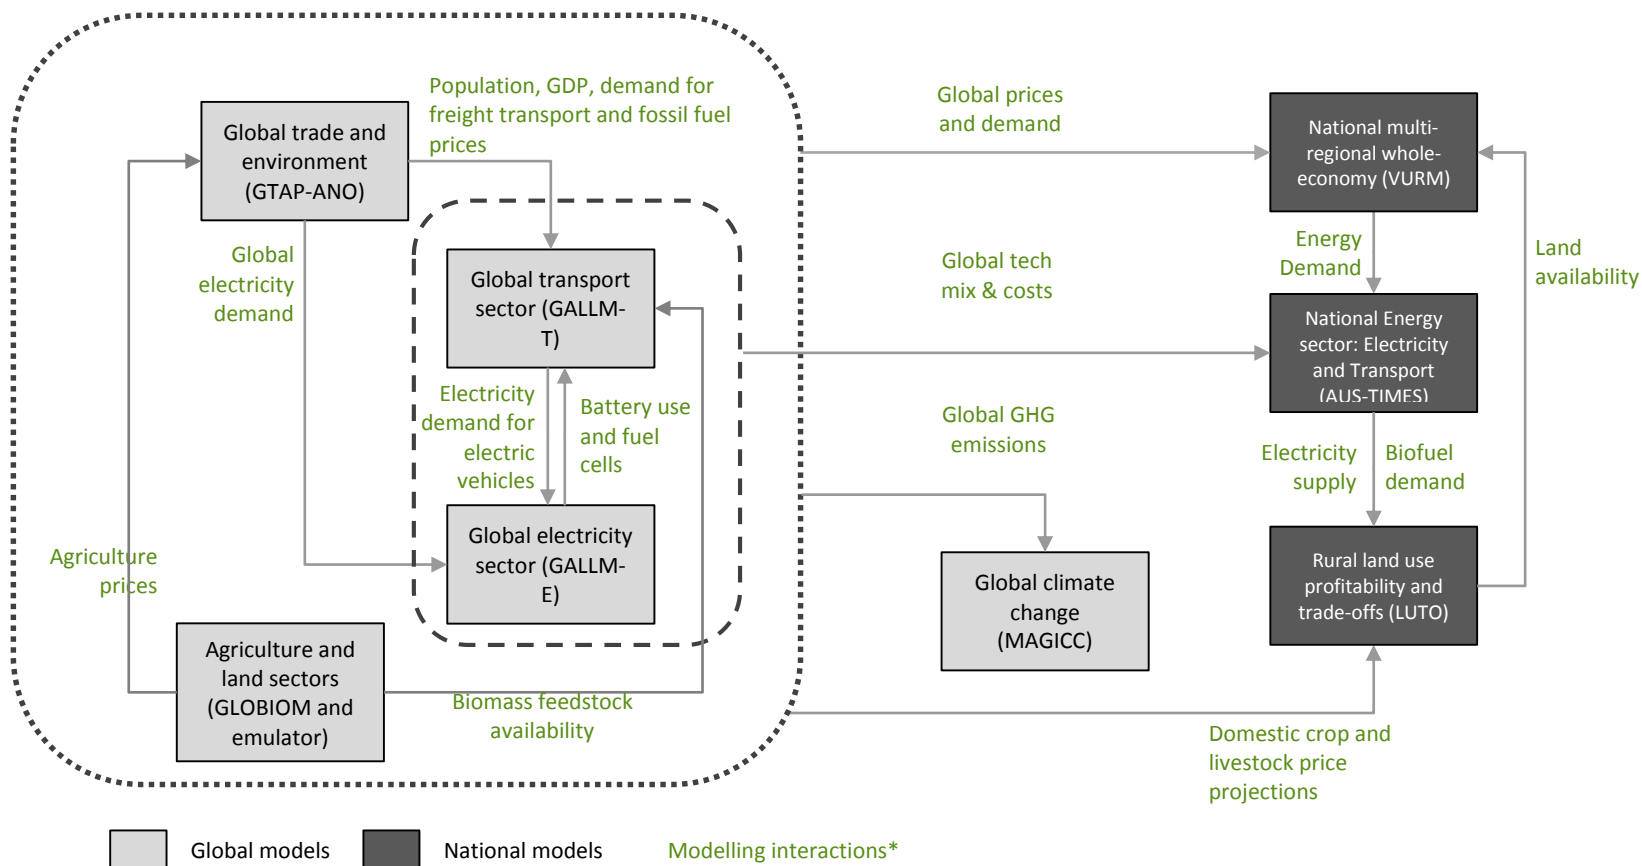 Population, GDP, demand for
freight transport and fossil fuel
prices
Global trade and
environment
(GTAP-ANO)
Global prices
and demand
National multi-
regional whole-
economy (VURM)
Global
electricity
demand
Global transport
sector (GALLM-
T)
Global tech
mix & costs
Energy
Demand
Land
availability
National Energy
sector: Electricity
and Transport
(AUS-TIMES)
Electricity
demand for
electric
vehicles
Battery use
and fuel
cells
Global GHG
emissions
Electricity
supply
Biofuel
demand
Global electricity
sector (GALLM-
E)
Agriculture
prices
Global climate
change
(MAGICC)
Rural land use
profitability and
trade-offs (LUTO)
Agriculture and
land sectors
(GLOBIOM and
emulator)
Biomass feedstock
availability
Domestic crop and
livestock price
projections
Global models
National models
Modelling interactions*